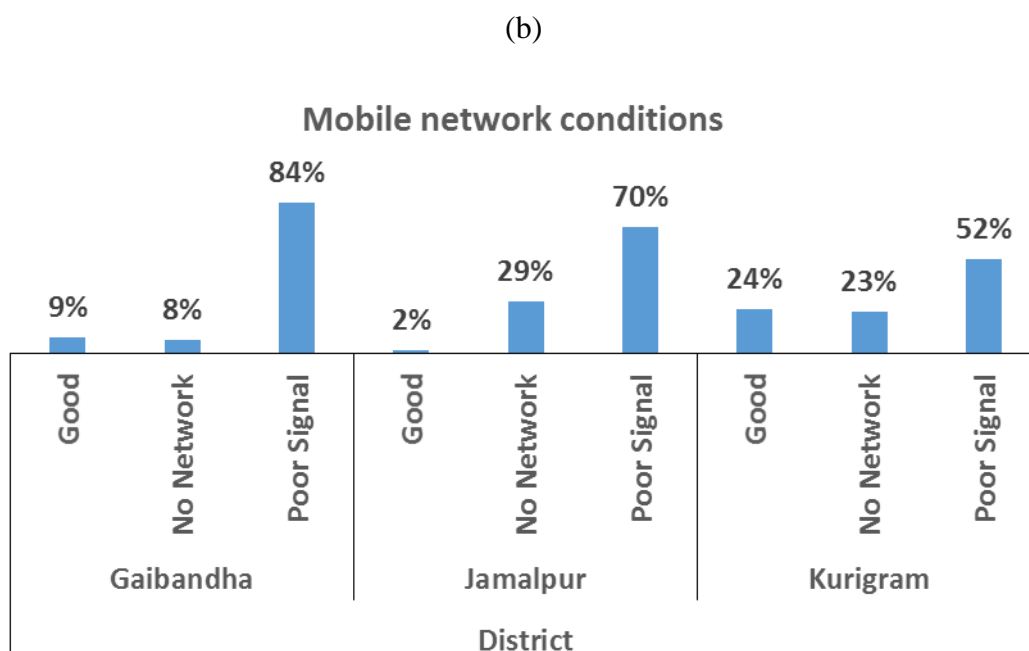 (b)
Mobile network conditions
84%
70%
52%
29%
24%
23%
9%
8%
2%
Good
No Network
Poor Signal
Good
No Network
Poor Signal
Good
No Network
Poor Signal
Gaibandha
Jamalpur
Kurigram
District